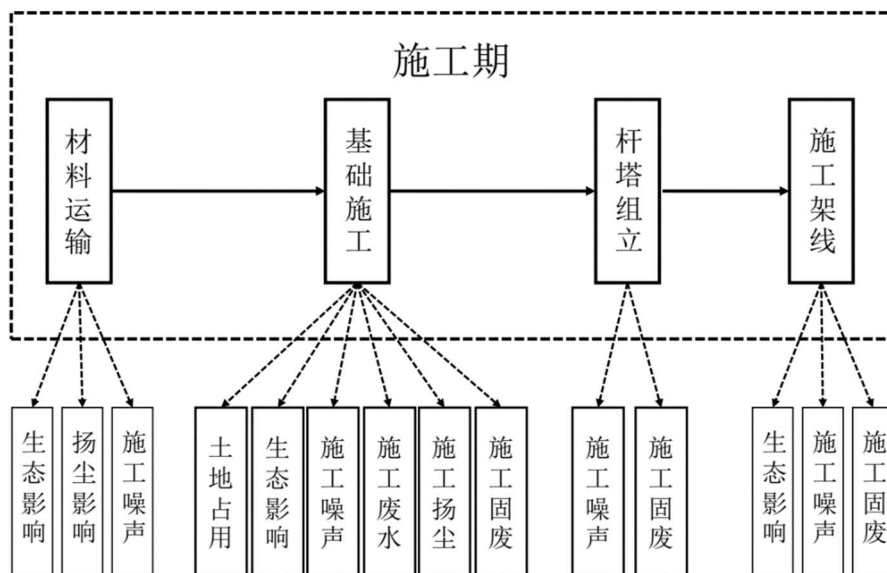 施工期
材料运输
基础施工
杆塔组立
施工架线
生态影响
扬尘影响
施工噪声
土地占用
生态影响
施工噪声
施工废水
施工扬尘
施工固废
施工噪声
施工固废
生态影响
施工噪声
施工固废